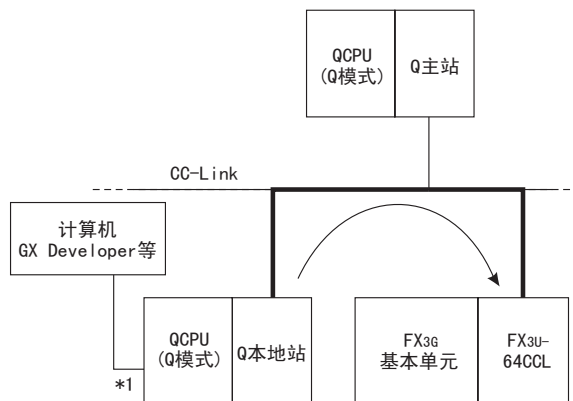 QCPU
(Q模式)
Q主站
CC-Link
计算机
GX Developer等
QCPU
(Q模式)
Q本地站
FX3G
基本单元
FX3U-
64CCL
*1